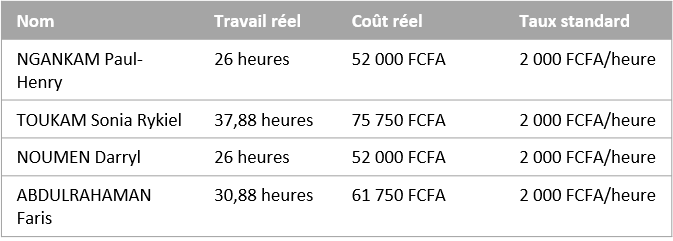 Nom Travail réel Coût réel Taux standard
NGANKAM Paul- 26 heures 52 000 FCFA 2 000 FCFA/heure
Henry
TOUKAM Sonia Rykiel 37,88 heures 75 750 FCFA 2 000 FCFA/heure
NOUMEN Darryl 26 heures 52 000 FCFA 2 000 FCFA/heure
ABDULRAHAMAN 30,88 heures 61 750 FCFA 2 000 FCFA/heure
Faris